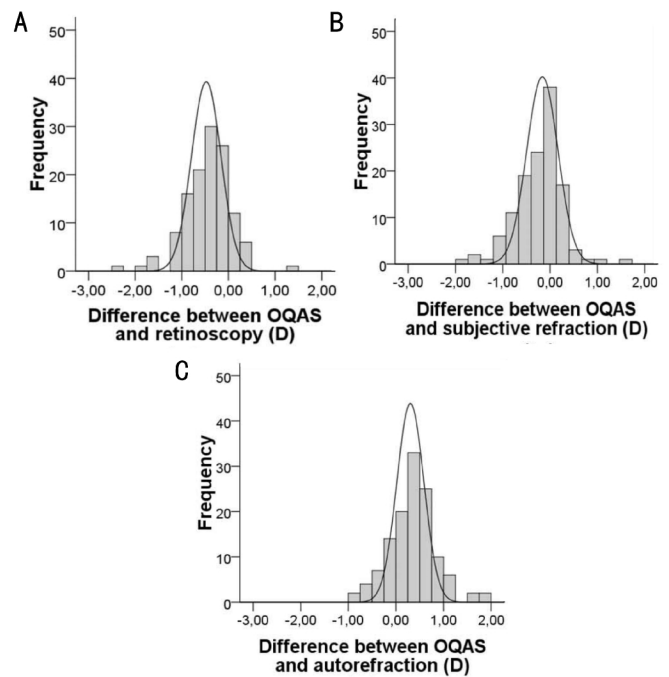 A
Frequency
50
40
30
20
10
0
-3,00 -2,00 -1,00 0,00 1,00 2,00
Difference between OQAS
and retinoscopy (D)
B
Frequency
50
40
30
20
10
0
-3,00 -2,00 -1,00 0,00 1,00 2,00
Difference between OQAS
and subjective refraction (D)
C
Frequency
50
40
30
20
10
0
-3,00 -2,00 -1,00 0,00 1,00 2,00
Difference between OQAS
and autorefraction (D)